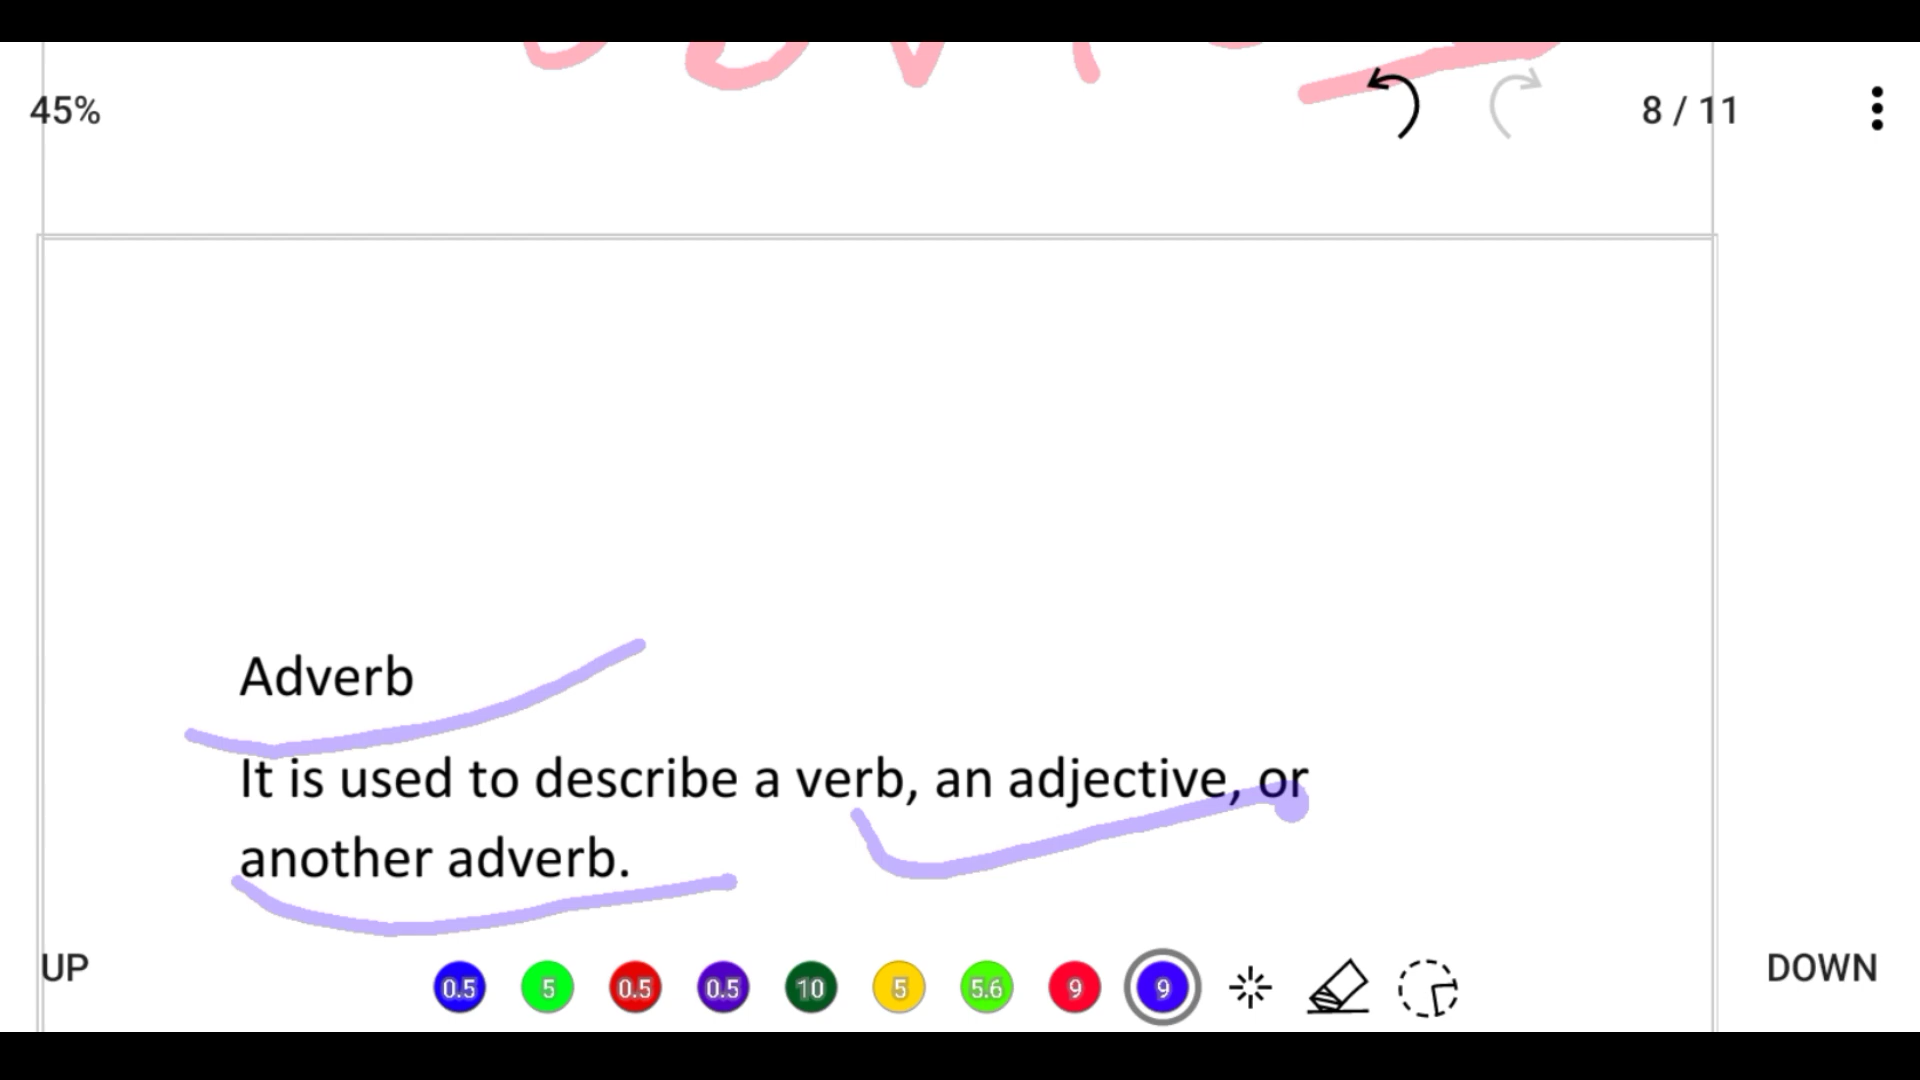 45%
8 / 11
Adverb
It is used to describe a verb, an adjective, or
another adverb.
UP
0.5 5 0.5 0.5 10 5 5.6 9 9
DOWN